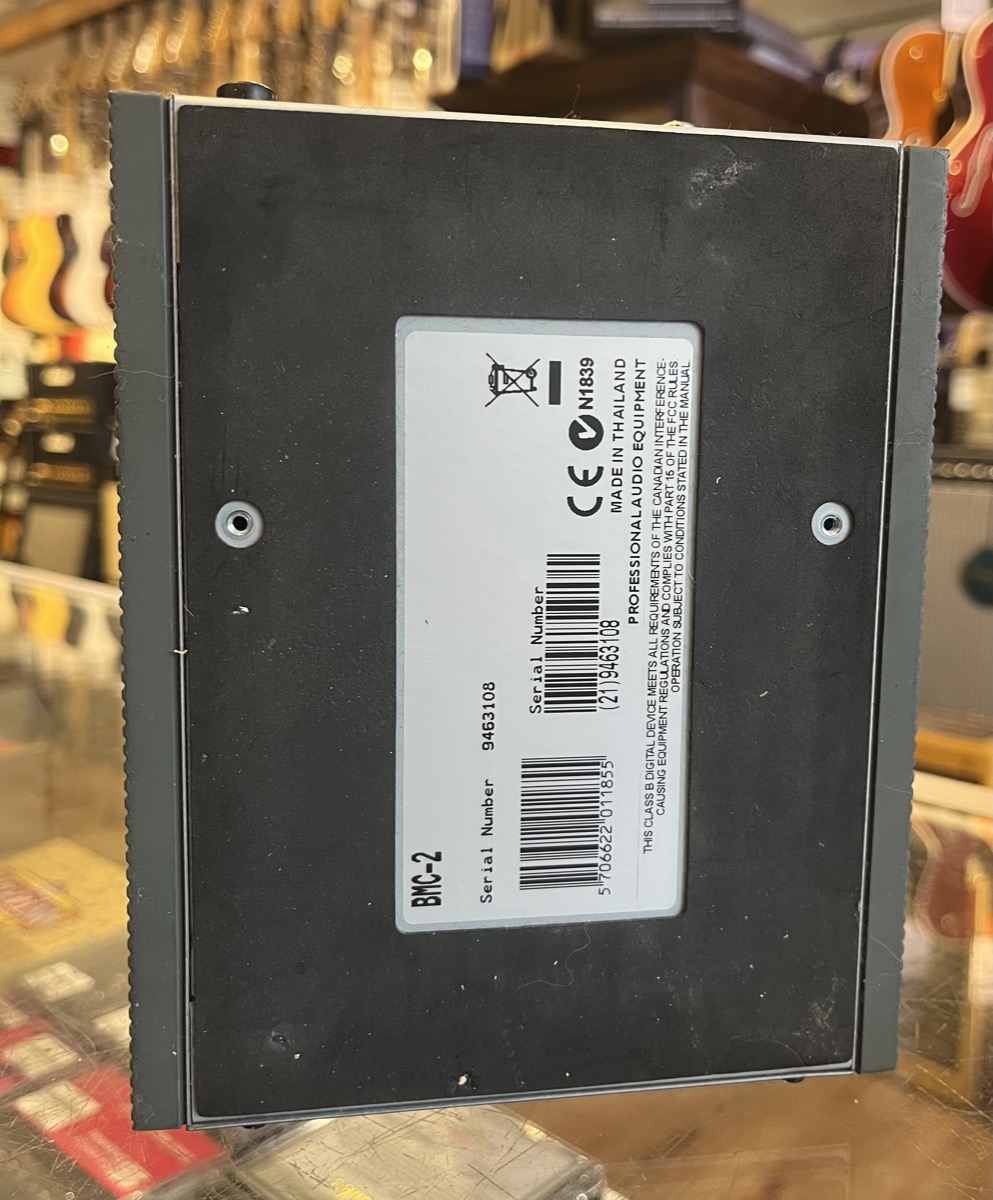 BMC-2
Serial Number 9463108
5 706622 011855
Serial Number
(21)9463108
CE N1839
MADE IN THAILAND
PROFESSIONAL AUDIO EQUIPMENT
THIS CLASS B DIGITAL DEVICE MEETS ALL REQUIREMENTS OF THE CANADIAN INTERFERENCE-
CAUSING EQUIPMENT REGULATIONS AND COMPLIES WITH PART 15 OF THE FCC RULES.
OPERATION SUBJECT TO CONDITIONS STATED IN THE MANUAL.